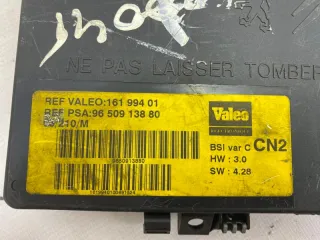 NE PAS LAISSER TOMBER
REF VALEO:161 994 01
REF PSA:96 509 138 80
Valeo
BSI var C CN2
HW : 3.0
SW : 4.28